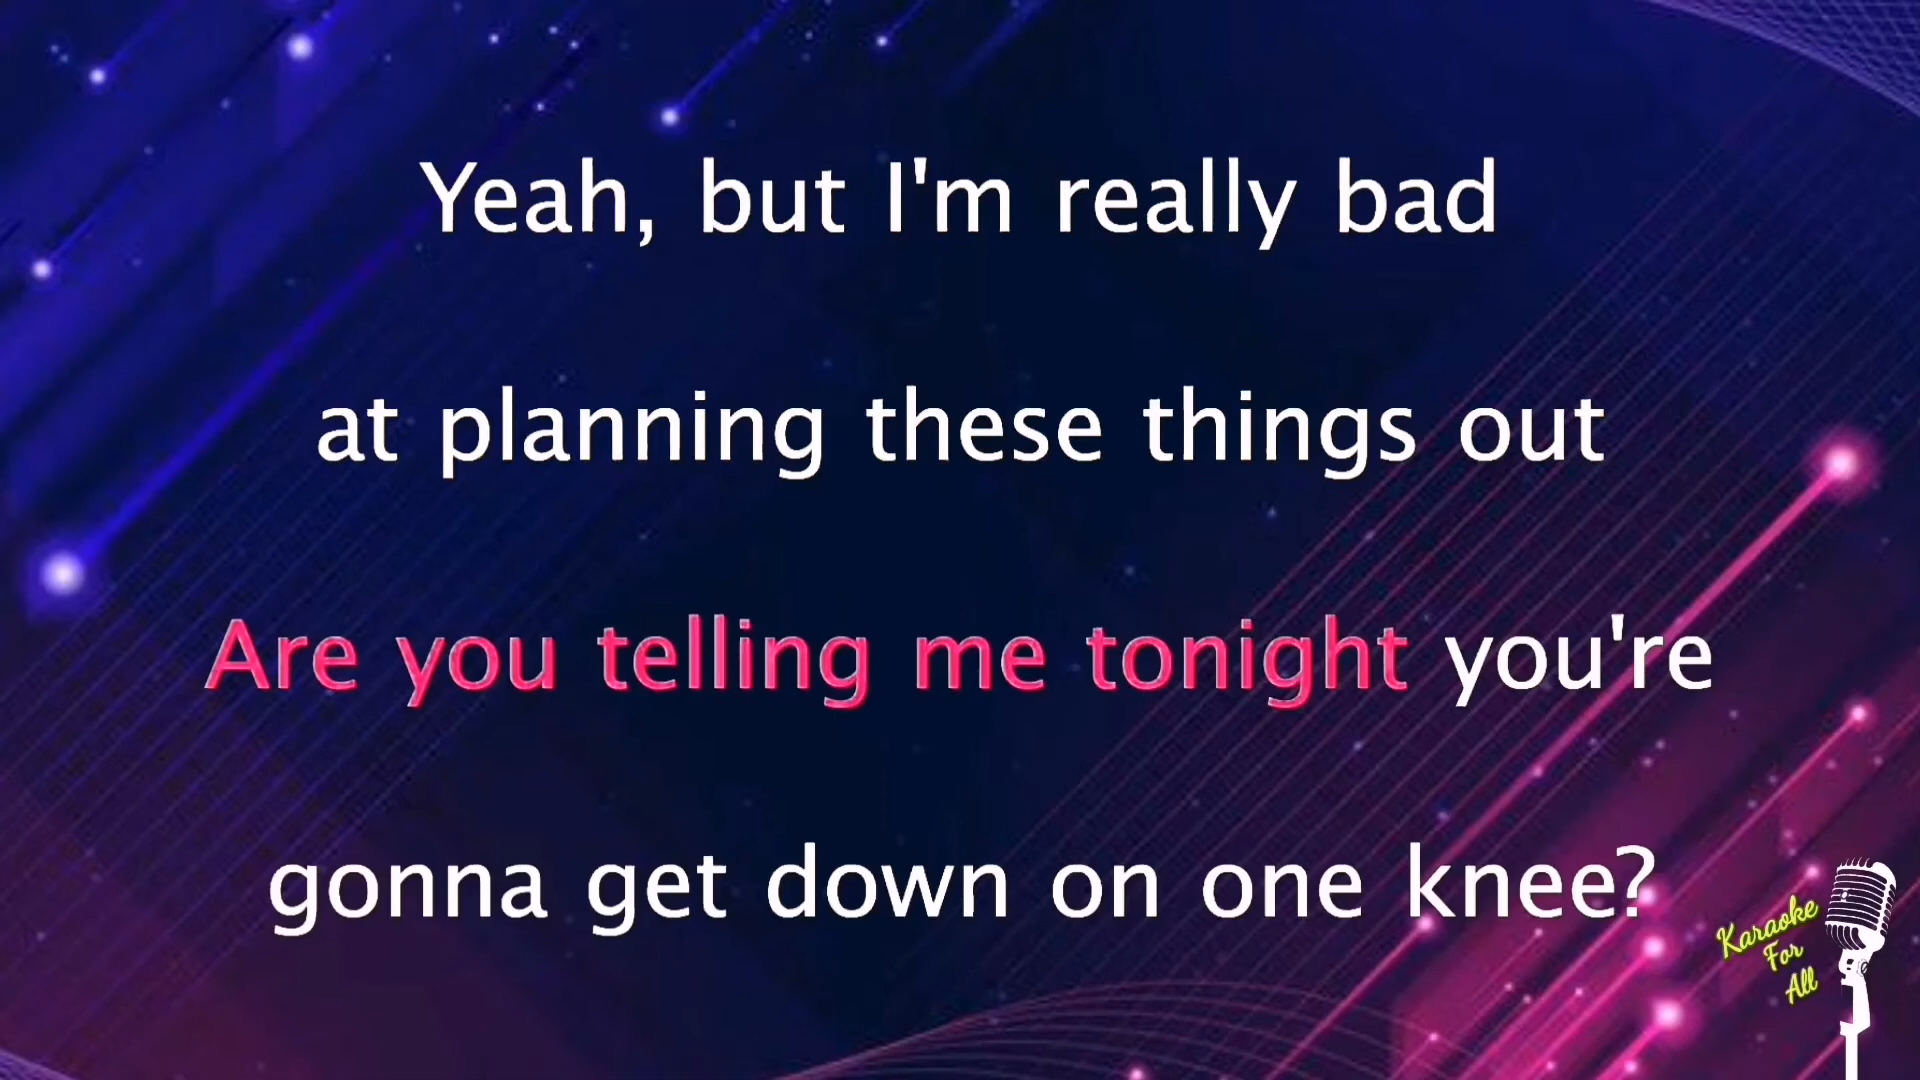 Yeah, but I'm really bad
at planning these things out
Are you telling me tonight you're
gonna get down on one knee?
Karaoke
For
All